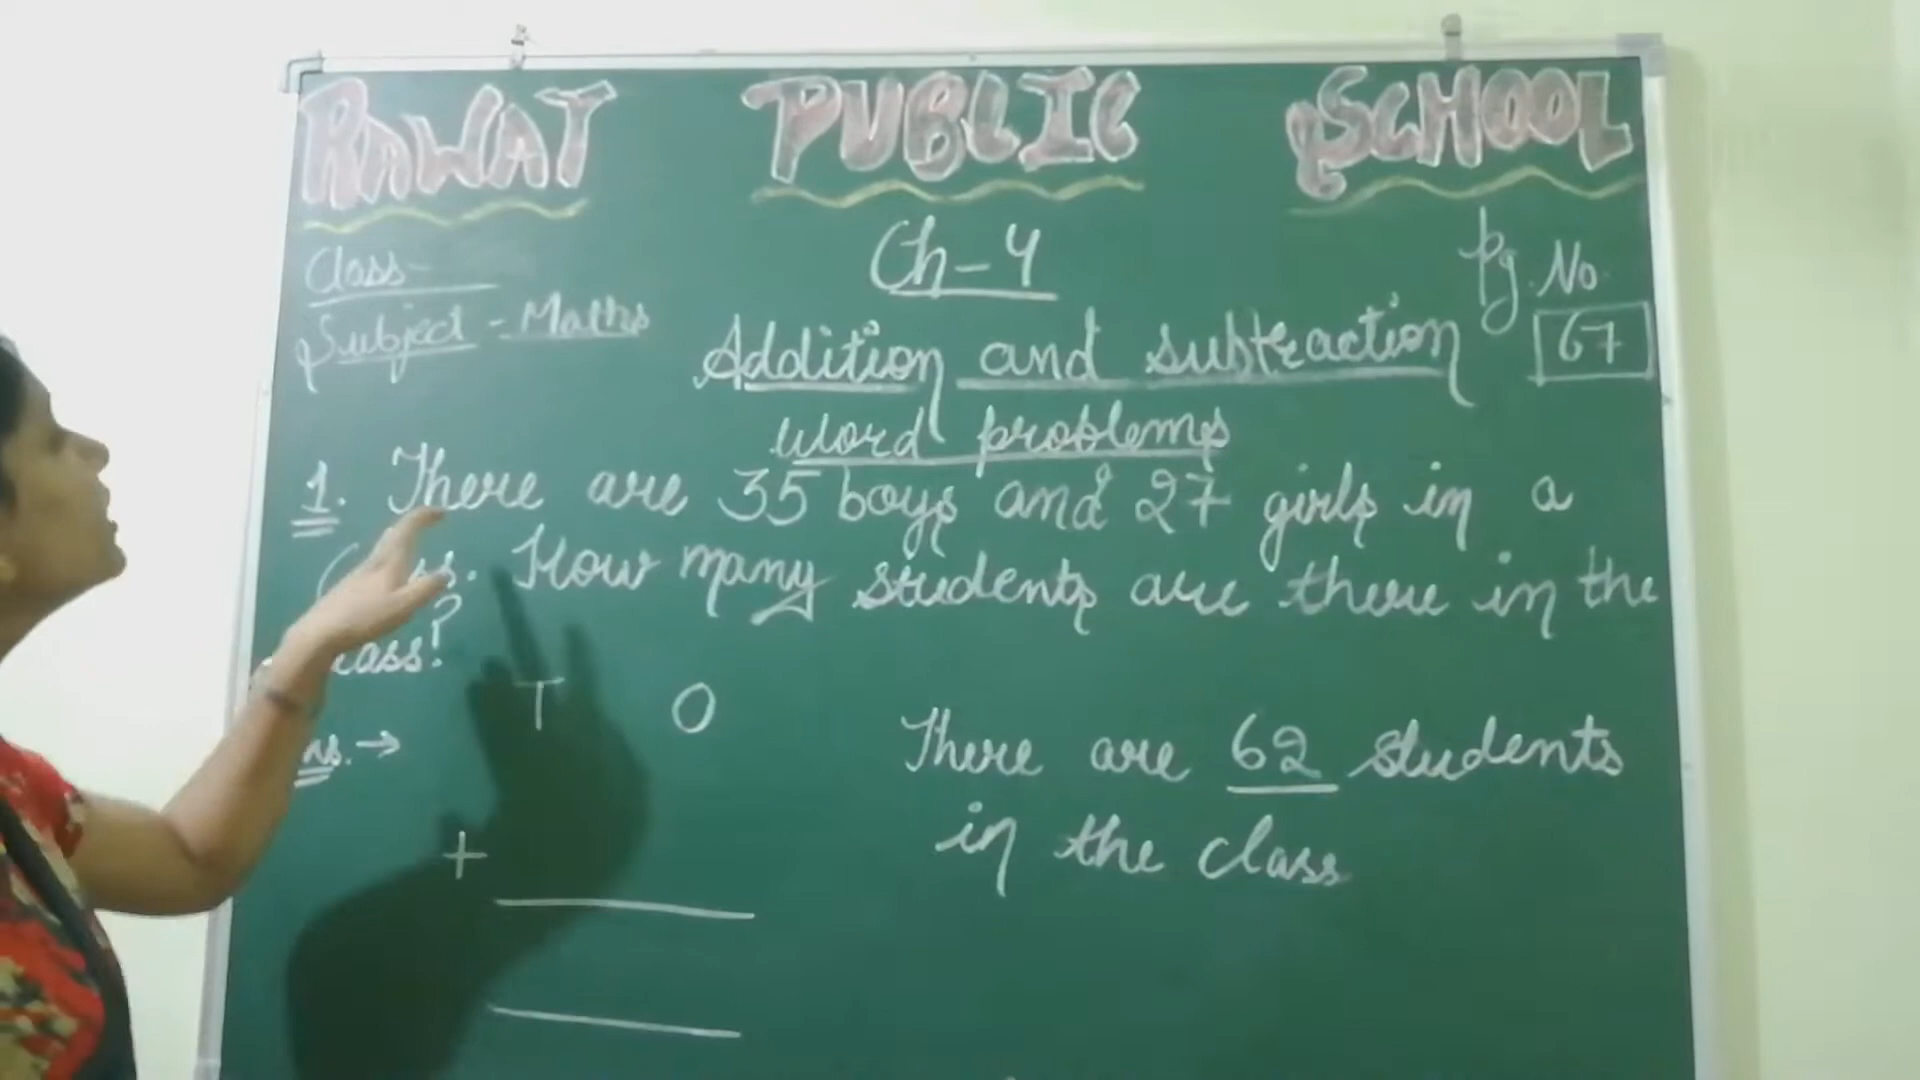 RAWAT PUBLIC SCHOOL
Class-
Subject - Maths
Ch-4
Pg. No.
67
Addition and subtraction
word problems
1. There are 35 boys and 27 girls in a
. How many students are there in the
?
T O
→
+
There are 62 students
in the class